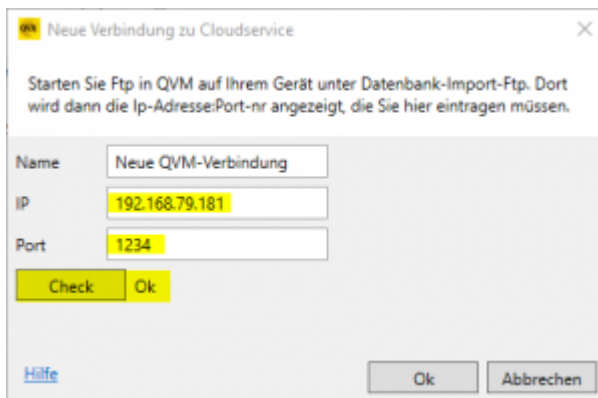 QVM Neue Verbindung zu Cloudservice
Starten Sie Ftp in QVM auf Ihrem Gerät unter Datenbank-Import-Ftp. Dort
wird dann die Ip-Adresse:Port-nr angezeigt, die Sie hier eintragen müssen.
Name Neue QVM-Verbindung
IP 192.168.79.181
Port 1234
Check Ok
Hilfe Ok Abbrechen